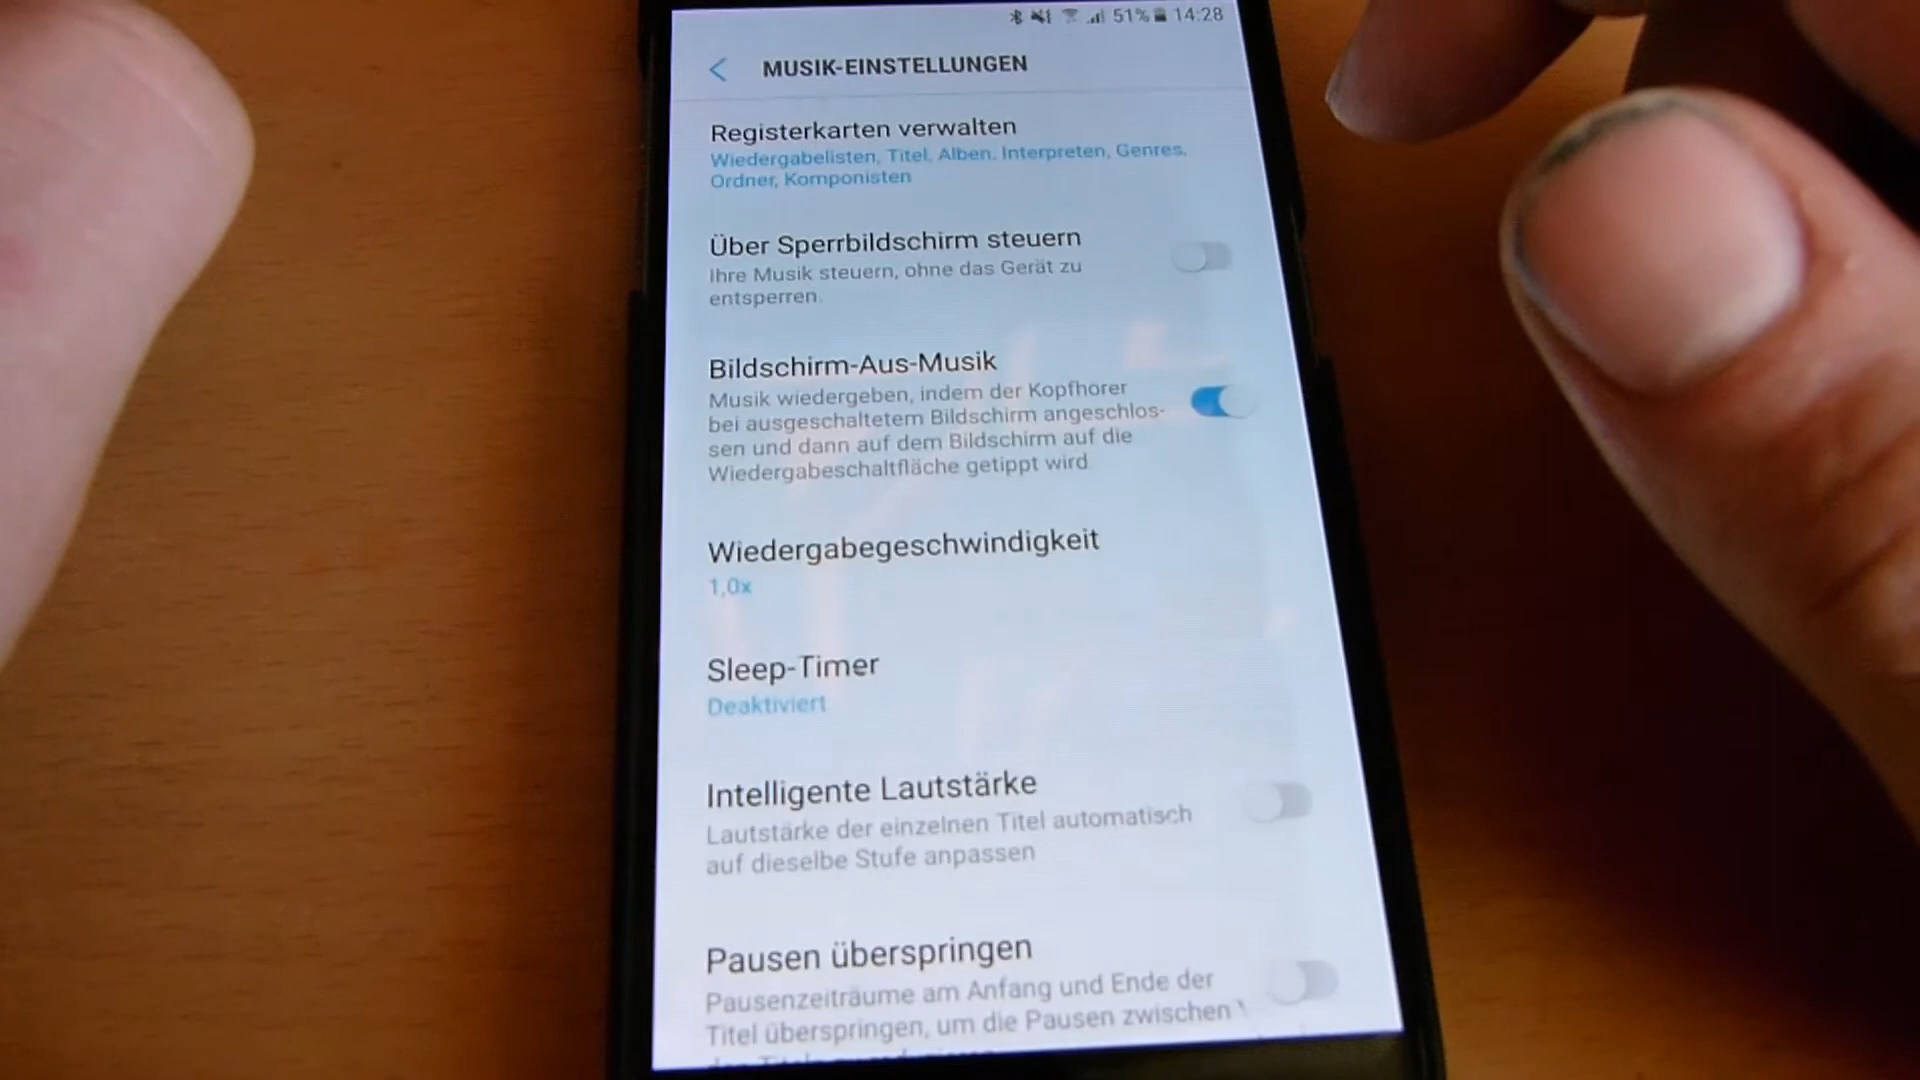 51% 14:28
MUSIK-EINSTELLUNGEN
Registerkarten verwalten
Wiedergabelisten, Titel, Alben, Interpreten, Genres,
Ordner, Komponisten
Über Sperrbildschirm steuern
Ihre Musik steuern, ohne das Gerät zu
entsperren.
Bildschirm-Aus-Musik
Musik wiedergeben, indem der Kopfhörer
bei ausgeschaltetem Bildschirm angeschlos-
sen und dann auf dem Bildschirm auf die
Wiedergabeschaltfläche getippt wird
Wiedergabegeschwindigkeit
1,0x
Sleep-Timer
Deaktiviert
Intelligente Lautstärke
Lautstärke der einzelnen Titel automatisch
auf dieselbe Stufe anpassen
Pausen überspringen
Pausenzeiträume am Anfang und Ende der
Titel überspringen, um die Pausen zwischen